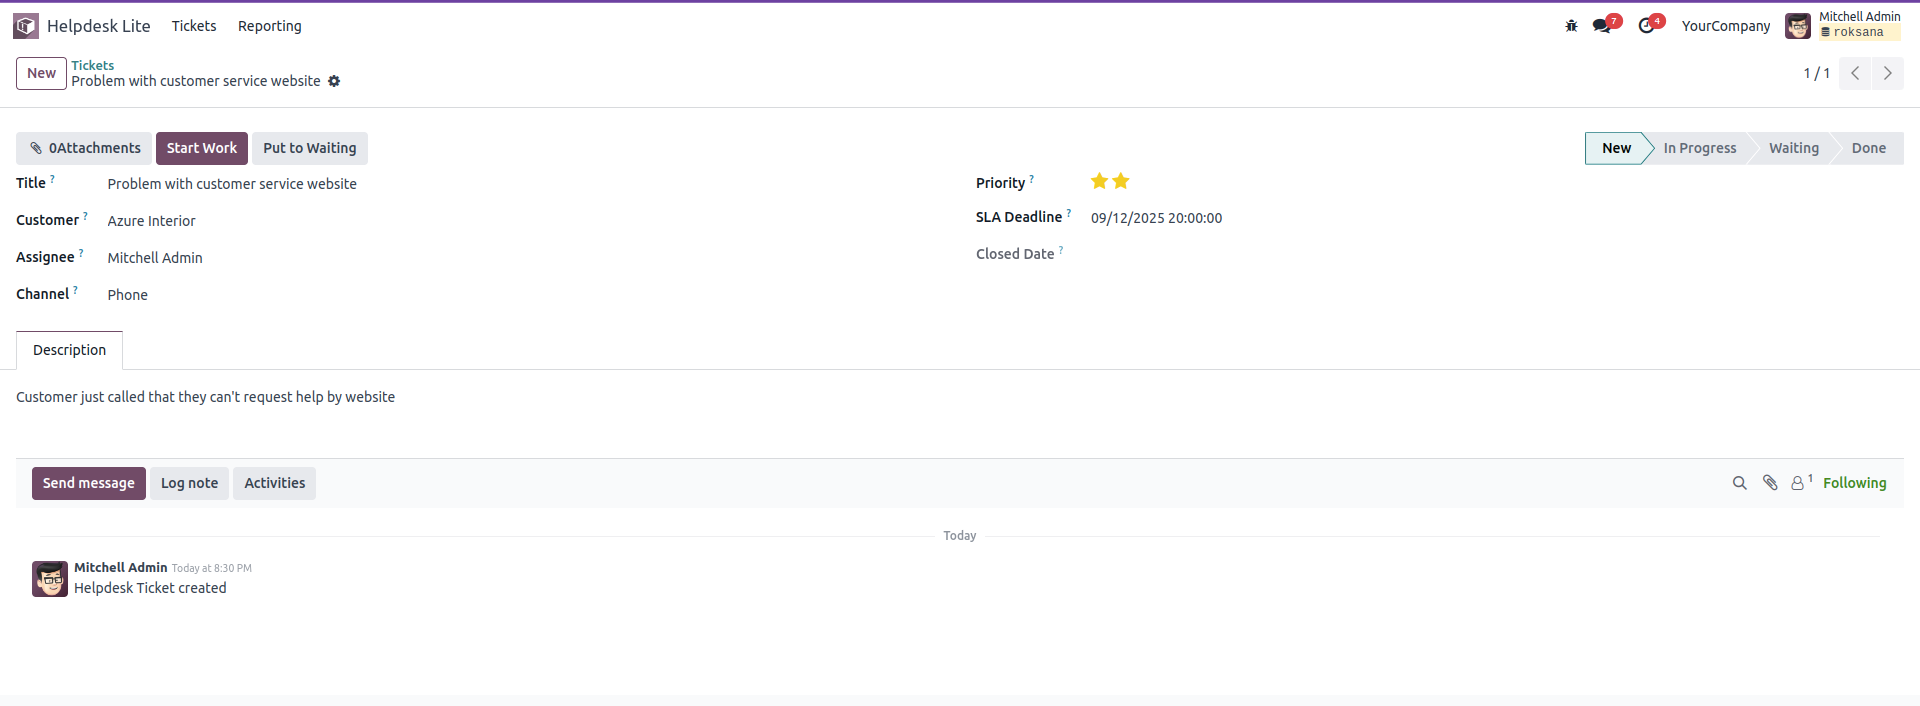 Helpdesk Lite Tickets Reporting 7 4 YourCompany Mitchell Admin
roksana
New Tickets
Problem with customer service website 1 / 1
0Attachments Start Work Put to Waiting New In Progress Waiting Done
Title ? Problem with customer service website Priority ?
Customer ? Azure Interior SLA Deadline ? 09/12/2025 20:00:00
Assignee ? Mitchell Admin Closed Date ?
Channel ? Phone
Description
Customer just called that they can't request help by website
Send message Log note Activities 1 Following
Today
Mitchell Admin Today at 8:30 PM
Helpdesk Ticket created